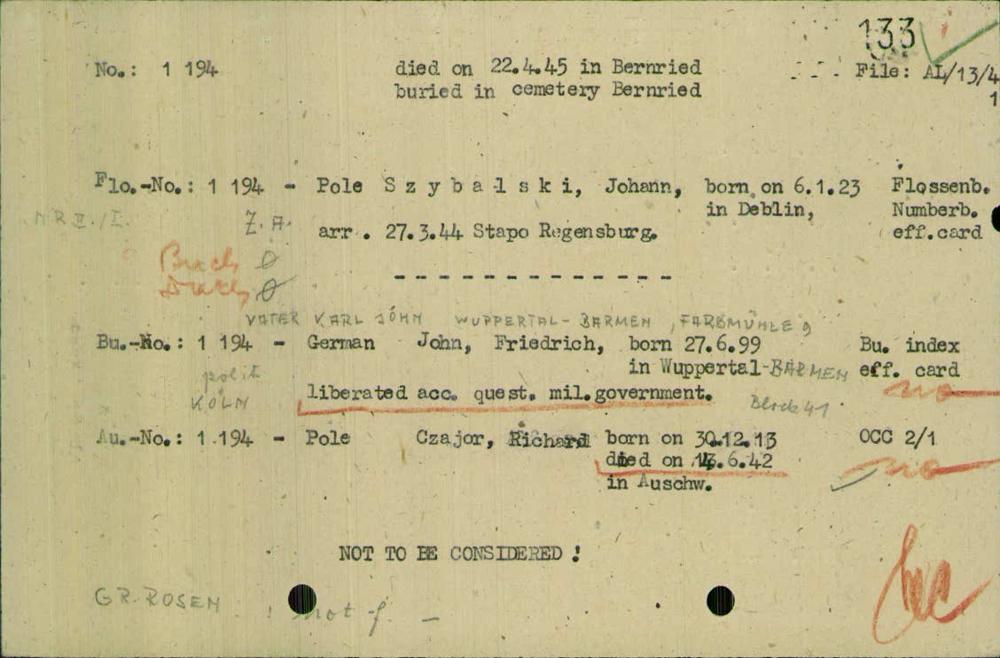 133
No.: 1 194 died on 22.4.45 in Bernried File: AL/13/4
buried in cemetery Bernried 1
Flo.-No.: 1 194 - Pole S z y b a l s k i, Johann, born on 6.1.23 Flossenb.
in Deblin, Numberb.
Z.A. arr. 27.3.44 Stapo Regensburg. eff.card
- - - - - - - - - - - - -
VATER KARL JOHN WUPPERTAL-BARMEN, FARBMÜHLE 9
Bu.-No.: 1 194 - German John, Friedrich, born 27.6.99 Bu. index
in Wuppertal-BARMEN eff. card
polit
liberated acc. quest. mil.government. no
KÖLN Block 41
Au.-No.: 1.194 - Pole Czajor, Richard born on 30.12.13 OCC 2/1
died on 14.6.42 no
in Auschw.
NOT TO BE CONSIDERED !
GR.ROSEN not f. -